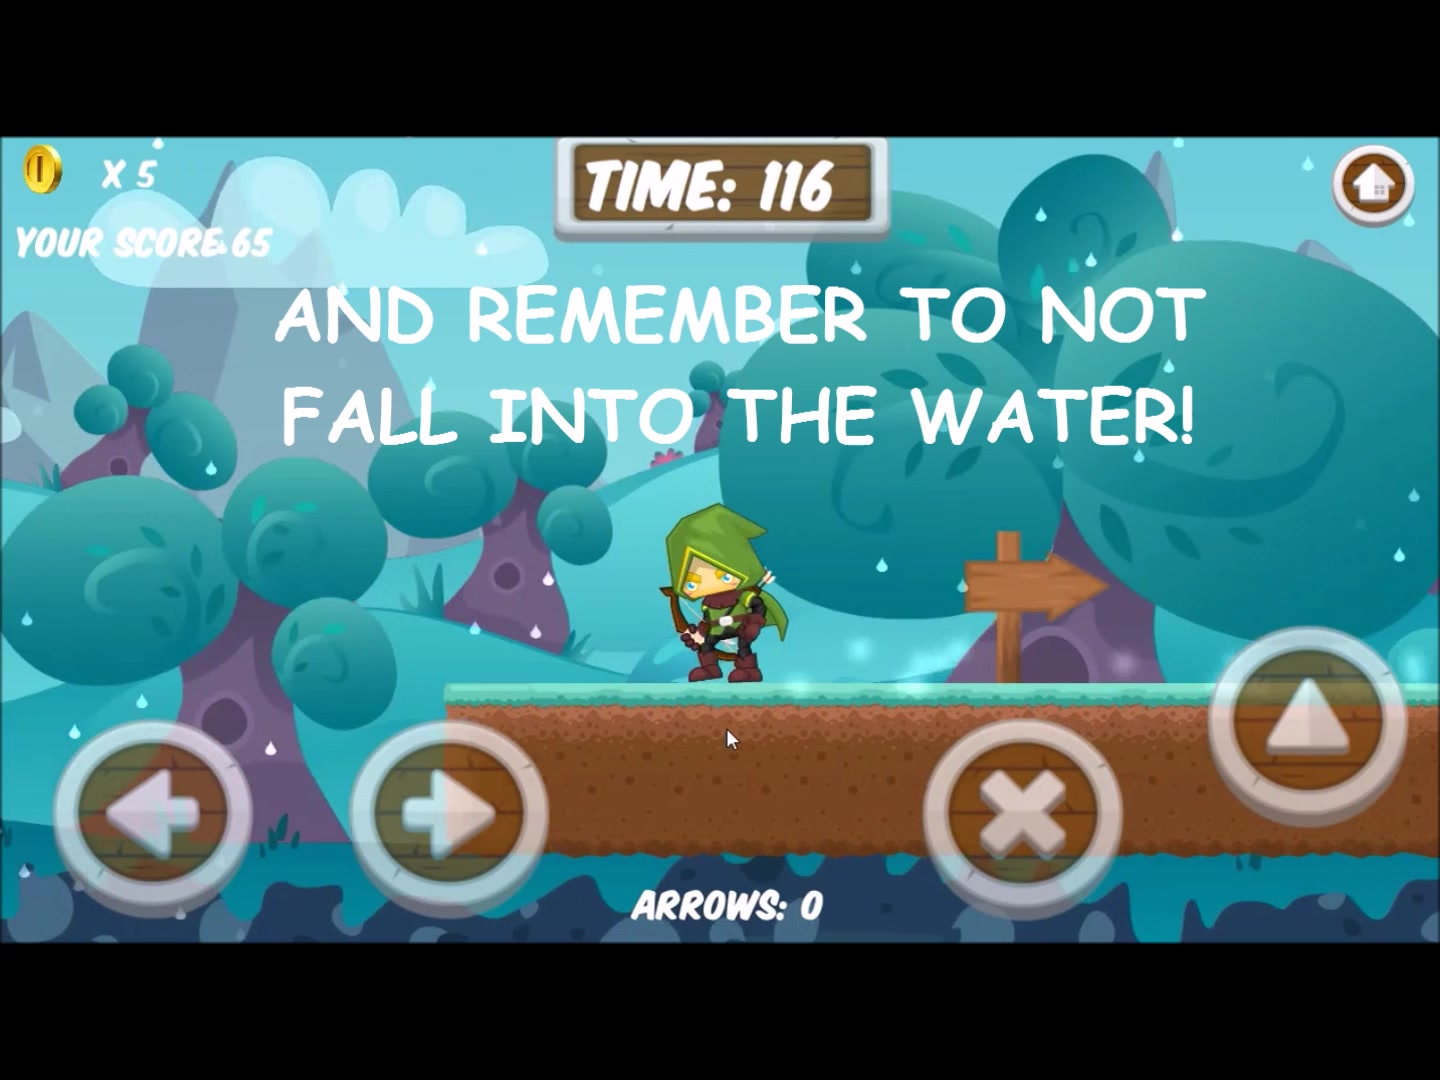 X 5
TIME: 116
YOUR SCORE:65
AND REMEMBER TO NOT
FALL INTO THE WATER!
ARROWS: 0